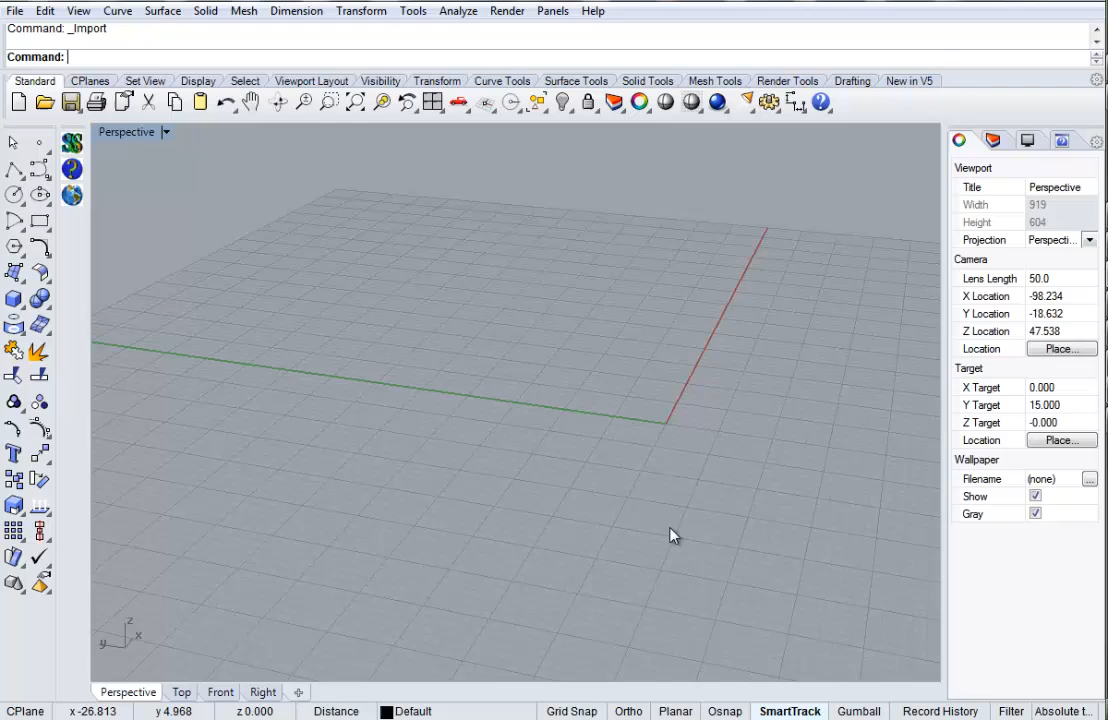 File Edit View Curve Surface Solid Mesh Dimension Transform Tools Analyze Render Panels Help
Command: _Import
Command:
Standard CPlanes Set View Display Select Viewport Layout Visibility Transform Curve Tools Surface Tools Solid Tools Mesh Tools Render Tools Drafting New in V5
Perspective
Viewport
Title Perspective
Width 919
Height 604
Projection Perspecti...
Camera
Lens Length 50.0
X Location -98.234
Y Location -18.632
Z Location 47.538
Location Place...
Target
X Target 0.000
Y Target 15.000
Z Target -0.000
Location Place...
Wallpaper
Filename (none) ...
Show
Gray
z
y x
Perspective Top Front Right
CPlane x -26.813 y 4.968 z 0.000 Distance Default Grid Snap Ortho Planar Osnap SmartTrack Gumball Record History Filter Absolute t...